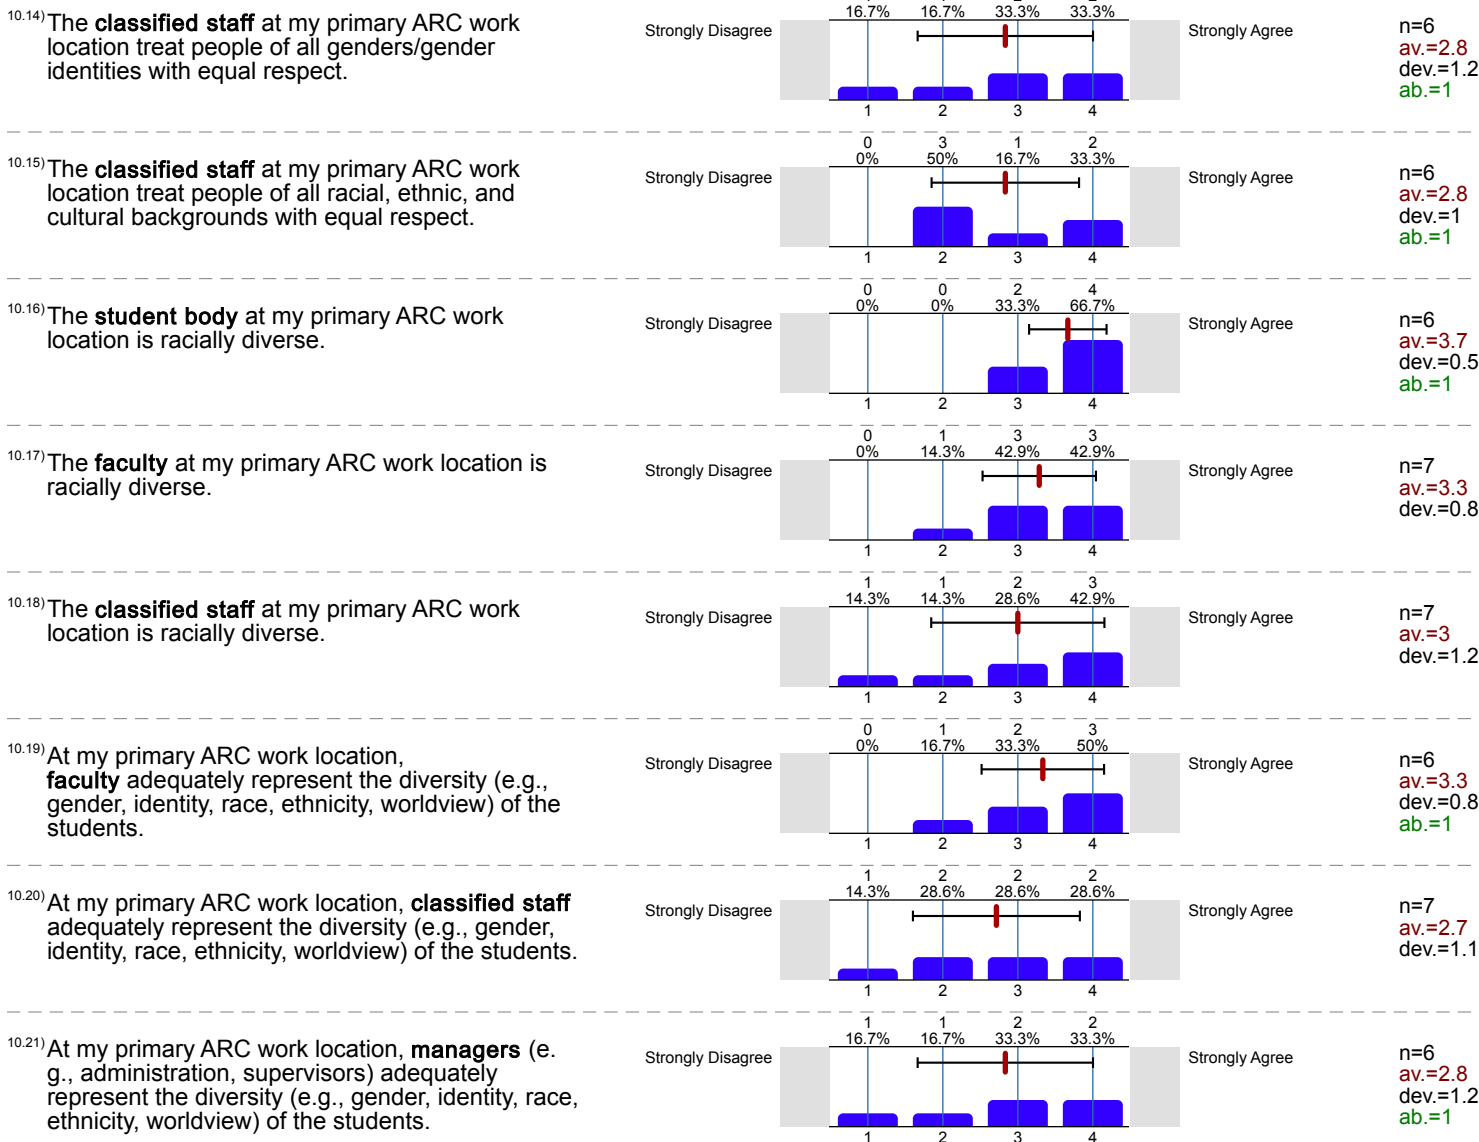 16.7% 16.7% 33.3% 33.3%
10.14) The classified staff at my primary ARC work
location treat people of all genders/gender
identities with equal respect.
Strongly Disagree
Strongly Agree
n=6
av.=2.8
dev.=1.2
ab.=1
1 2 3 4
0 3 1 2
0% 50% 16.7% 33.3%
10.15) The classified staff at my primary ARC work
location treat people of all racial, ethnic, and
cultural backgrounds with equal respect.
Strongly Disagree
Strongly Agree
n=6
av.=2.8
dev.=1
ab.=1
1 2 3 4
0 0 2 4
0% 0% 33.3% 66.7%
10.16) The student body at my primary ARC work
location is racially diverse.
Strongly Disagree
Strongly Agree
n=6
av.=3.7
dev.=0.5
ab.=1
1 2 3 4
0 1 3 3
0% 14.3% 42.9% 42.9%
10.17) The faculty at my primary ARC work location is
racially diverse.
Strongly Disagree
Strongly Agree
n=7
av.=3.3
dev.=0.8
1 2 3 4
1 1 2 3
14.3% 14.3% 28.6% 42.9%
10.18) The classified staff at my primary ARC work
location is racially diverse.
Strongly Disagree
Strongly Agree
n=7
av.=3
dev.=1.2
1 2 3 4
0 1 2 3
0% 16.7% 33.3% 50%
10.19) At my primary ARC work location,
faculty adequately represent the diversity (e.g.,
gender, identity, race, ethnicity, worldview) of the
students.
Strongly Disagree
Strongly Agree
n=6
av.=3.3
dev.=0.8
ab.=1
1 2 3 4
1 2 2 2
14.3% 28.6% 28.6% 28.6%
10.20) At my primary ARC work location, classified staff
adequately represent the diversity (e.g., gender,
identity, race, ethnicity, worldview) of the students.
Strongly Disagree
Strongly Agree
n=7
av.=2.7
dev.=1.1
1 2 3 4
1 1 2 2
16.7% 16.7% 33.3% 33.3%
10.21) At my primary ARC work location, managers (e.
g., administration, supervisors) adequately
represent the diversity (e.g., gender, identity, race,
ethnicity, worldview) of the students.
Strongly Disagree
Strongly Agree
n=6
av.=2.8
dev.=1.2
ab.=1
1 2 3 4